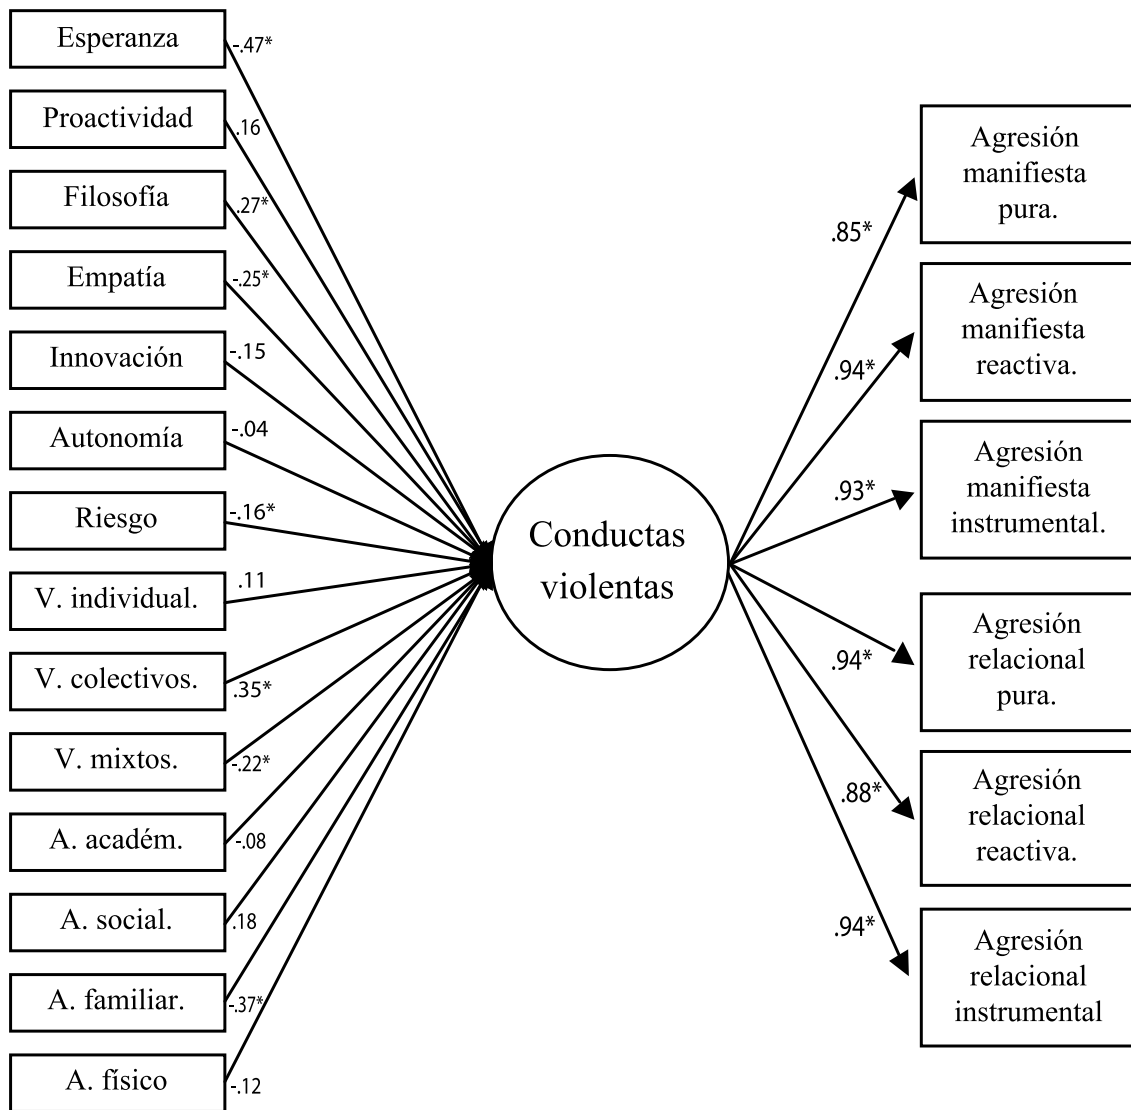 Esperanza
-.47*
Proactividad
.16
Filosofía
.27*
Empatía
-.25*
Innovación
-.15
Autonomía
-.04
Riesgo
-.16*
V. individual.
.11
V. colectivos.
.35*
V. mixtos.
-.22*
A. académ.
-.08
A. social.
.18
A. familiar.
-.37*
A. físico
-.12
Conductas
violentas
.85*
.94*
.93*
.94*
.88*
.94*
Agresión
manifiesta
pura.
Agresión
manifiesta
reactiva.
Agresión
manifiesta
instrumental.
Agresión
relacional
pura.
Agresión
relacional
reactiva.
Agresión
relacional
instrumental